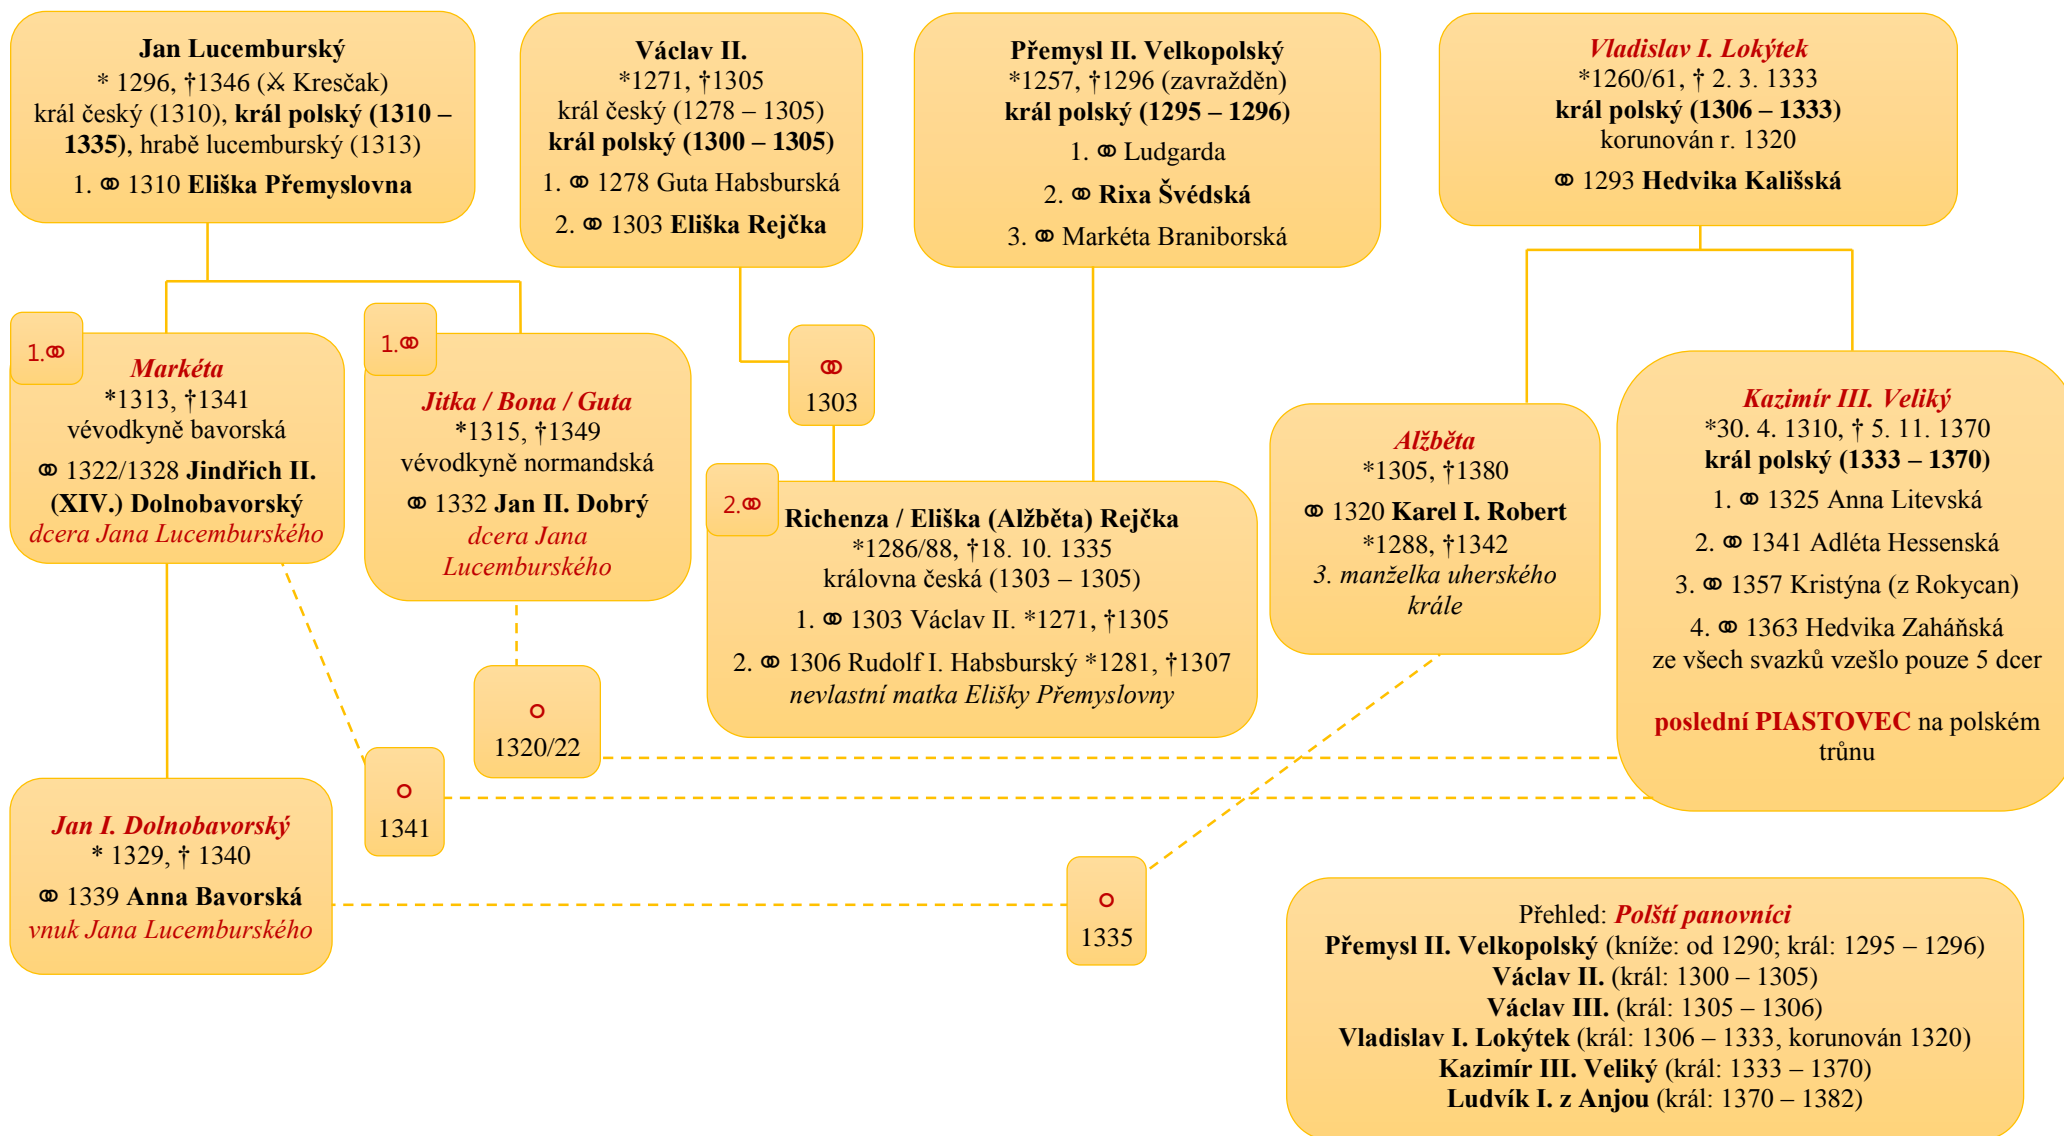 Jan Lucemburský
* 1296, †1346 (⚔ Kresčak)
král český (1310), král polský (1310 –
1335), hrabě lucemburský (1313)
1. ⚭ 1310 Eliška Přemyslovna
Václav II.
*1271, †1305
král český (1278 – 1305)
král polský (1300 – 1305)
1. ⚭ 1278 Guta Habsburská
2. ⚭ 1303 Eliška Rejčka
Přemysl II. Velkopolský
*1257, †1296 (zavražděn)
král polský (1295 – 1296)
1. ⚭ Ludgarda
2. ⚭ Rixa Švédská
3. ⚭ Markéta Braniborská
Vladislav I. Lokýtek
*1260/61, † 2. 3. 1333
král polský (1306 – 1333)
korunován r. 1320
⚭ 1293 Hedvika Kališská
1.⚭
Markéta
*1313, †1341
vévodkyně bavorská
⚭ 1322/1328 Jindřich II.
(XIV.) Dolnobavorský
dcera Jana Lucemburského
1.⚭
Jitka / Bona / Guta
*1315, †1349
vévodkyně normandská
⚭ 1332 Jan II. Dobrý
dcera Jana
Lucemburského
⚭
1303
2.⚭
Richenza / Eliška (Alžběta) Rejčka
*1286/88, †18. 10. 1335
královna česká (1303 – 1305)
1. ⚭ 1303 Václav II. *1271, †1305
2. ⚭ 1306 Rudolf I. Habsburský *1281, †1307
nevlastní matka Elišky Přemyslovny
Alžběta
*1305, †1380
⚭ 1320 Karel I. Robert
*1288, †1342
3. manželka uherského
krále
Kazimír III. Veliký
*30. 4. 1310, † 5. 11. 1370
král polský (1333 – 1370)
1. ⚭ 1325 Anna Litevská
2. ⚭ 1341 Adléta Hessenská
3. ⚭ 1357 Kristýna (z Rokycan)
4. ⚭ 1363 Hedvika Zaháňská
ze všech svazků vzešlo pouze 5 dcer
poslední PIASTOVEC na polském
trůnu
⚬
1320/22
⚬
1341
Jan I. Dolnobavorský
* 1329, † 1340
⚭ 1339 Anna Bavorská
vnuk Jana Lucemburského
⚬
1335
Přehled: Polští panovníci
Přemysl II. Velkopolský (kníže: od 1290; král: 1295 – 1296)
Václav II. (král: 1300 – 1305)
Václav III. (král: 1305 – 1306)
Vladislav I. Lokýtek (král: 1306 – 1333, korunován 1320)
Kazimír III. Veliký (král: 1333 – 1370)
Ludvík I. z Anjou (král: 1370 – 1382)